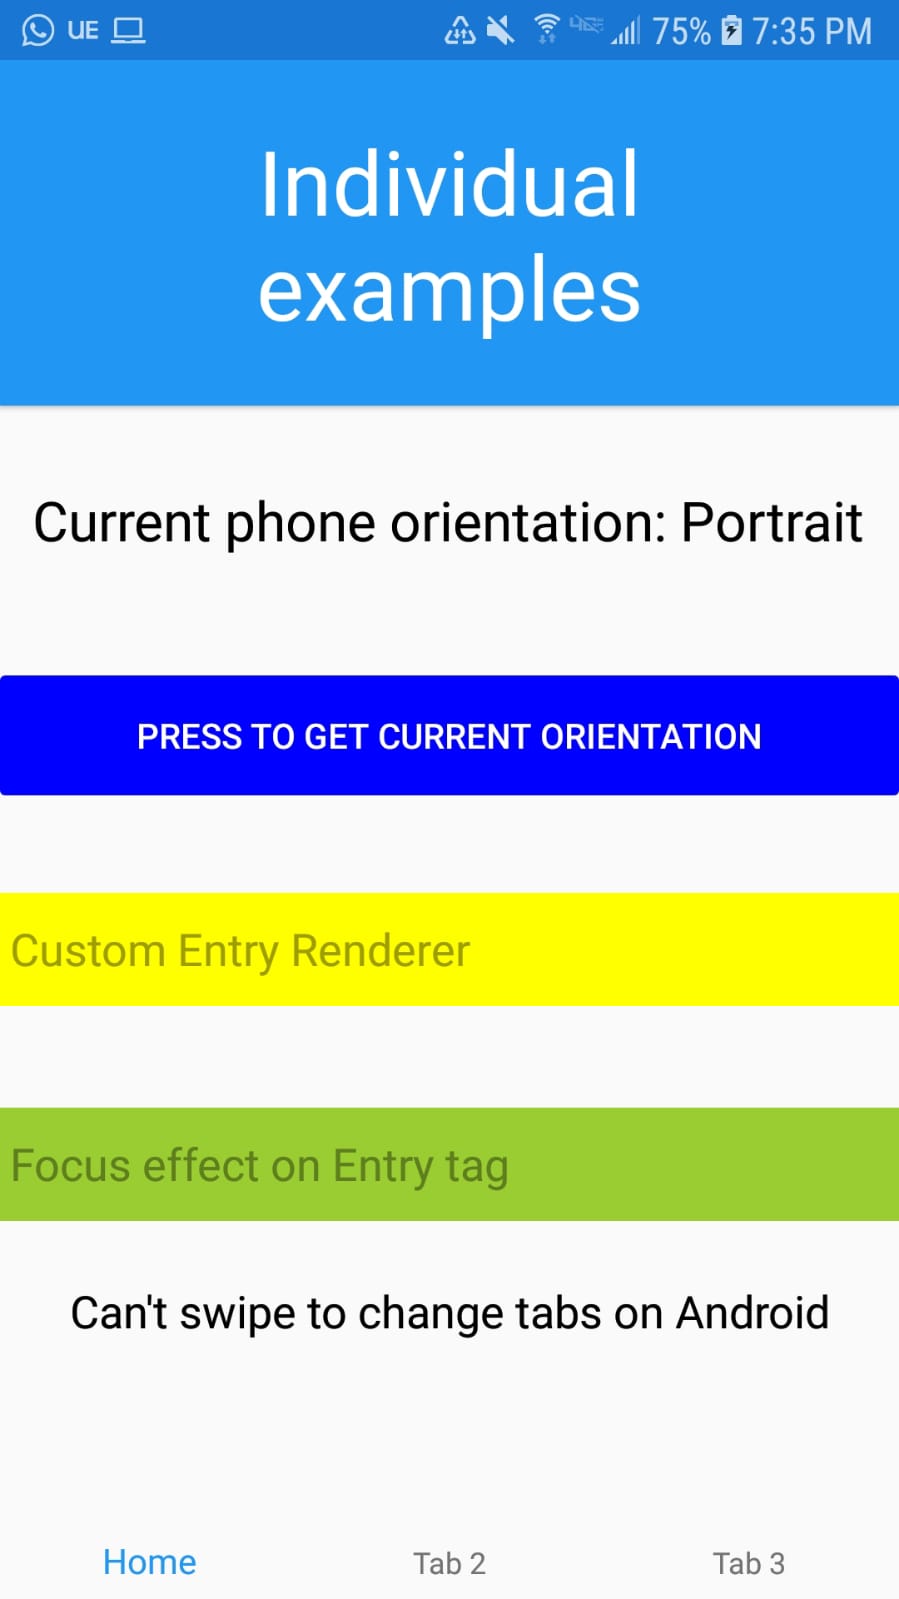 UE 75% 7:35 PM
Individual
examples
Current phone orientation: Portrait
PRESS TO GET CURRENT ORIENTATION
Custom Entry Renderer
Focus effect on Entry tag
Can't swipe to change tabs on Android
Home Tab 2 Tab 3